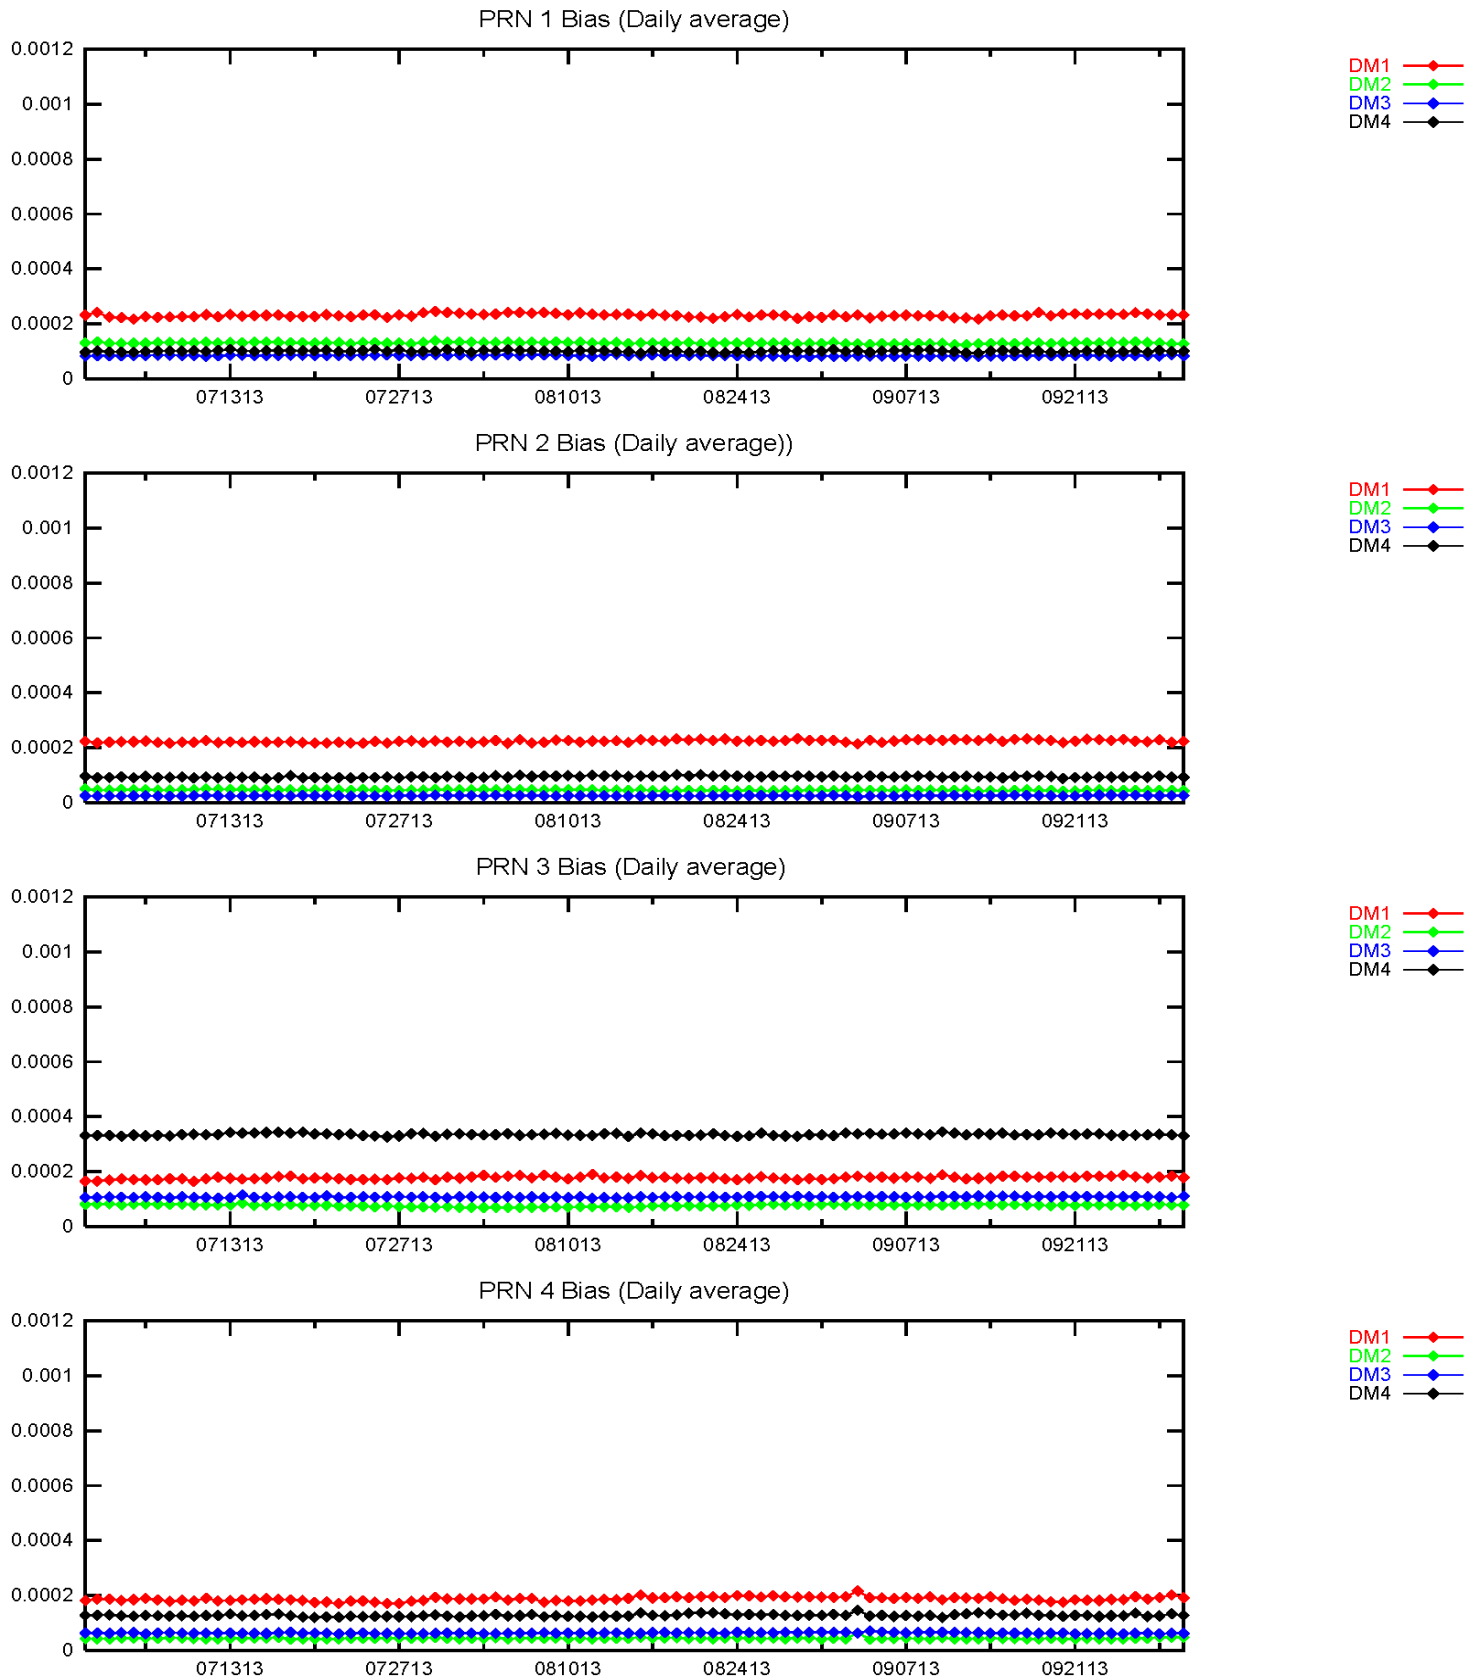 PRN 1 Bias (Daily average)
0.0012
0.001
0.0008
0.0006
0.0004
0.0002
0
071313 072713 081013 082413 090713 092113
DM1
DM2
DM3
DM4
PRN 2 Bias (Daily average))
0.0012
0.001
0.0008
0.0006
0.0004
0.0002
0
071313 072713 081013 082413 090713 092113
DM1
DM2
DM3
DM4
PRN 3 Bias (Daily average)
0.0012
0.001
0.0008
0.0006
0.0004
0.0002
0
071313 072713 081013 082413 090713 092113
DM1
DM2
DM3
DM4
PRN 4 Bias (Daily average)
0.0012
0.001
0.0008
0.0006
0.0004
0.0002
0
071313 072713 081013 082413 090713 092113
DM1
DM2
DM3
DM4